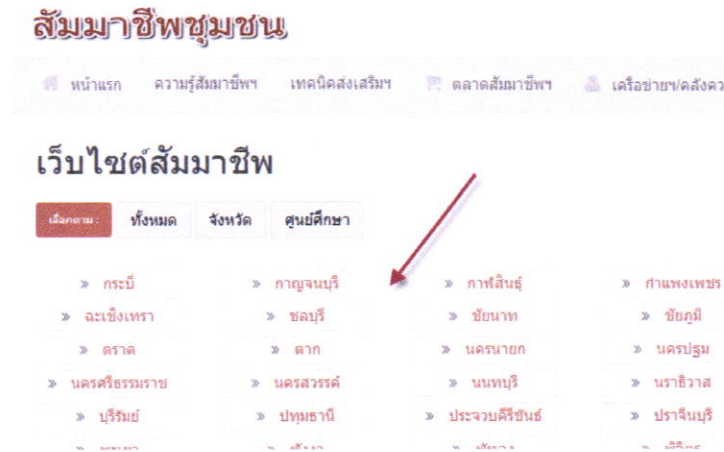 สัมมาชีพชุมชน
หน้าแรก ความรู้สัมมาชีพฯ เทคนิคส่งเสริมฯ ตลาดสัมมาชีพฯ เครือข่ายฯ/คลังคว
เว็บไซต์สัมมาชีพ
เลือกตาม : ทั้งหมด จังหวัด ศูนย์ศึกษา
» กระบี่ » กาญจนบุรี » กาฬสินธุ์ » กำแพงเพชร
» ฉะเชิงเทรา » ชลบุรี » ชัยนาท » ชัยภูมิ
» ตราด » ตาก » นครนายก » นครปฐม
» นครศรีธรรมราช » นครสวรรค์ » นนทบุรี » นราธิวาส
» บุรีรัมย์ » ปทุมธานี » ประจวบคีรีขันธ์ » ปราจีนบุรี